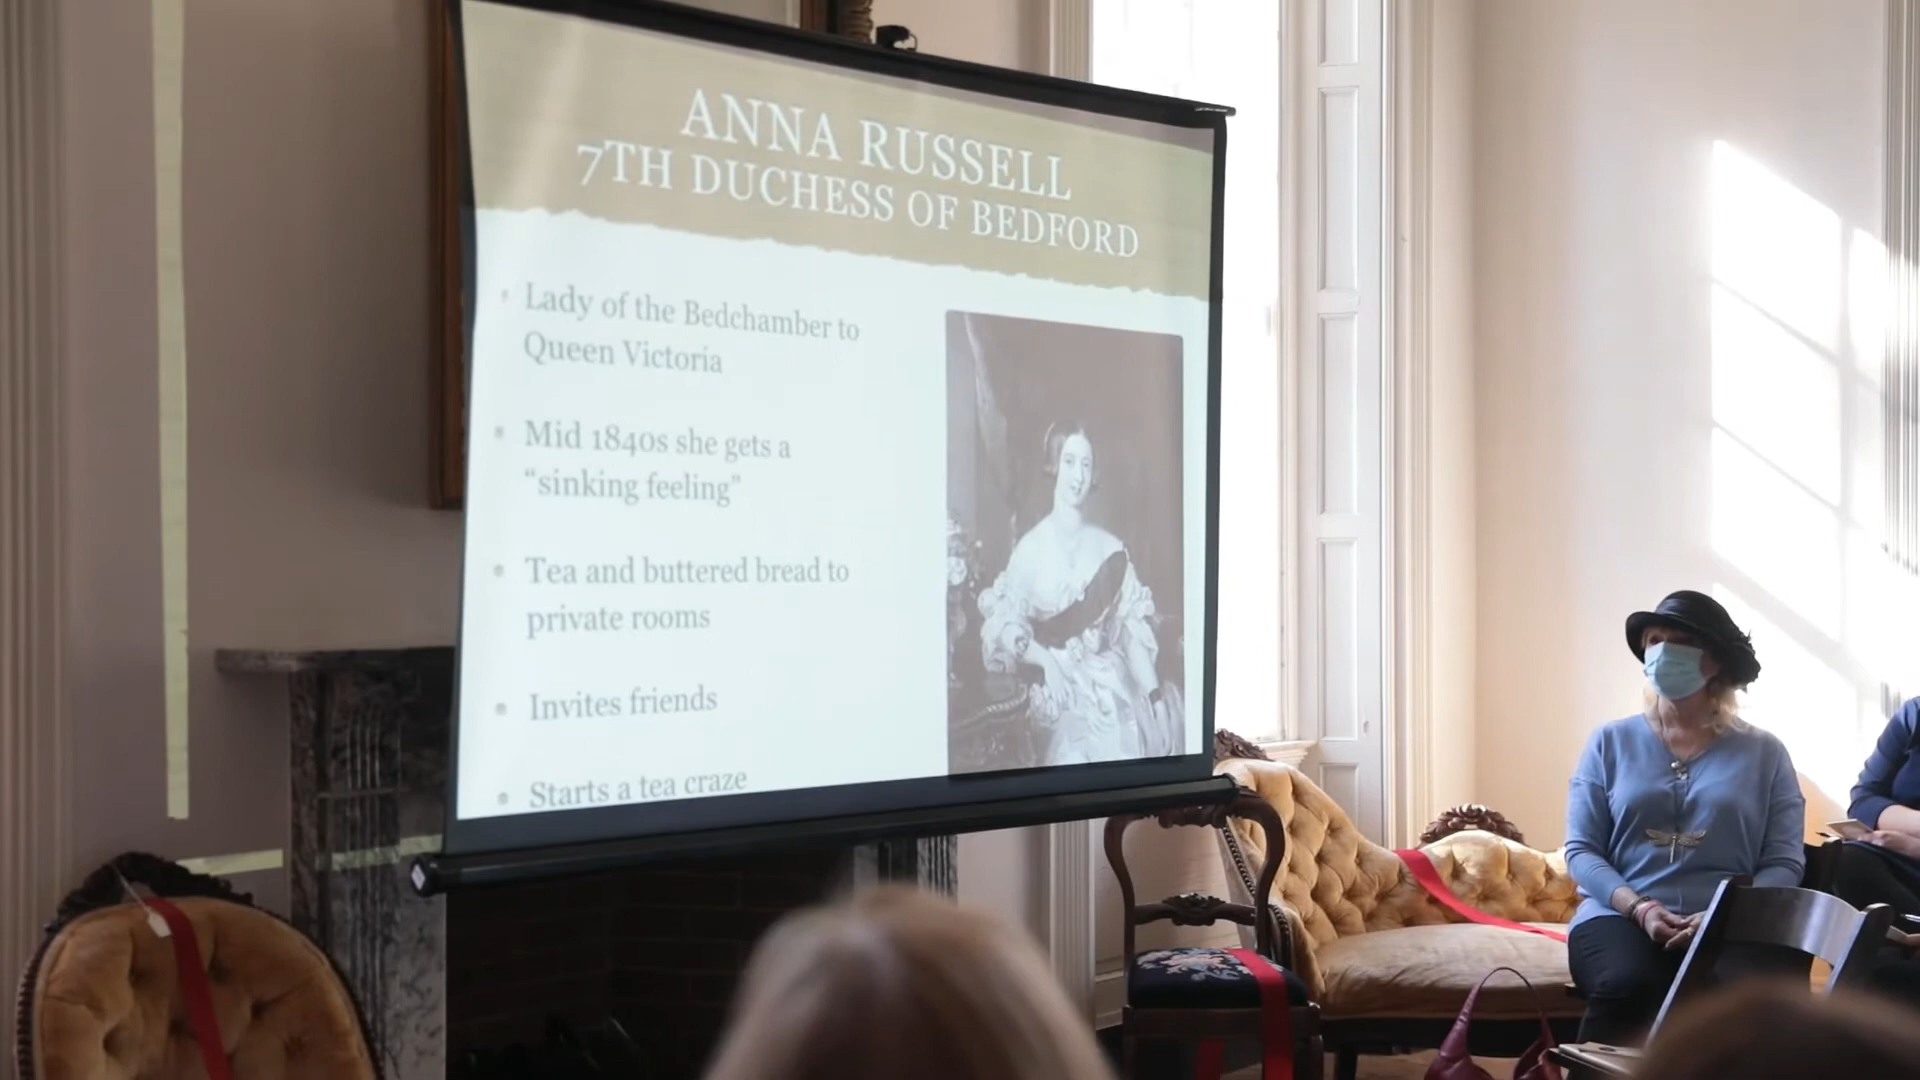 ANNA RUSSELL
7TH DUCHESS OF BEDFORD
Lady of the Bedchamber to
Queen Victoria
Mid 1840s she gets a
“sinking feeling”
Tea and buttered bread to
private rooms
Invites friends
Starts a tea craze